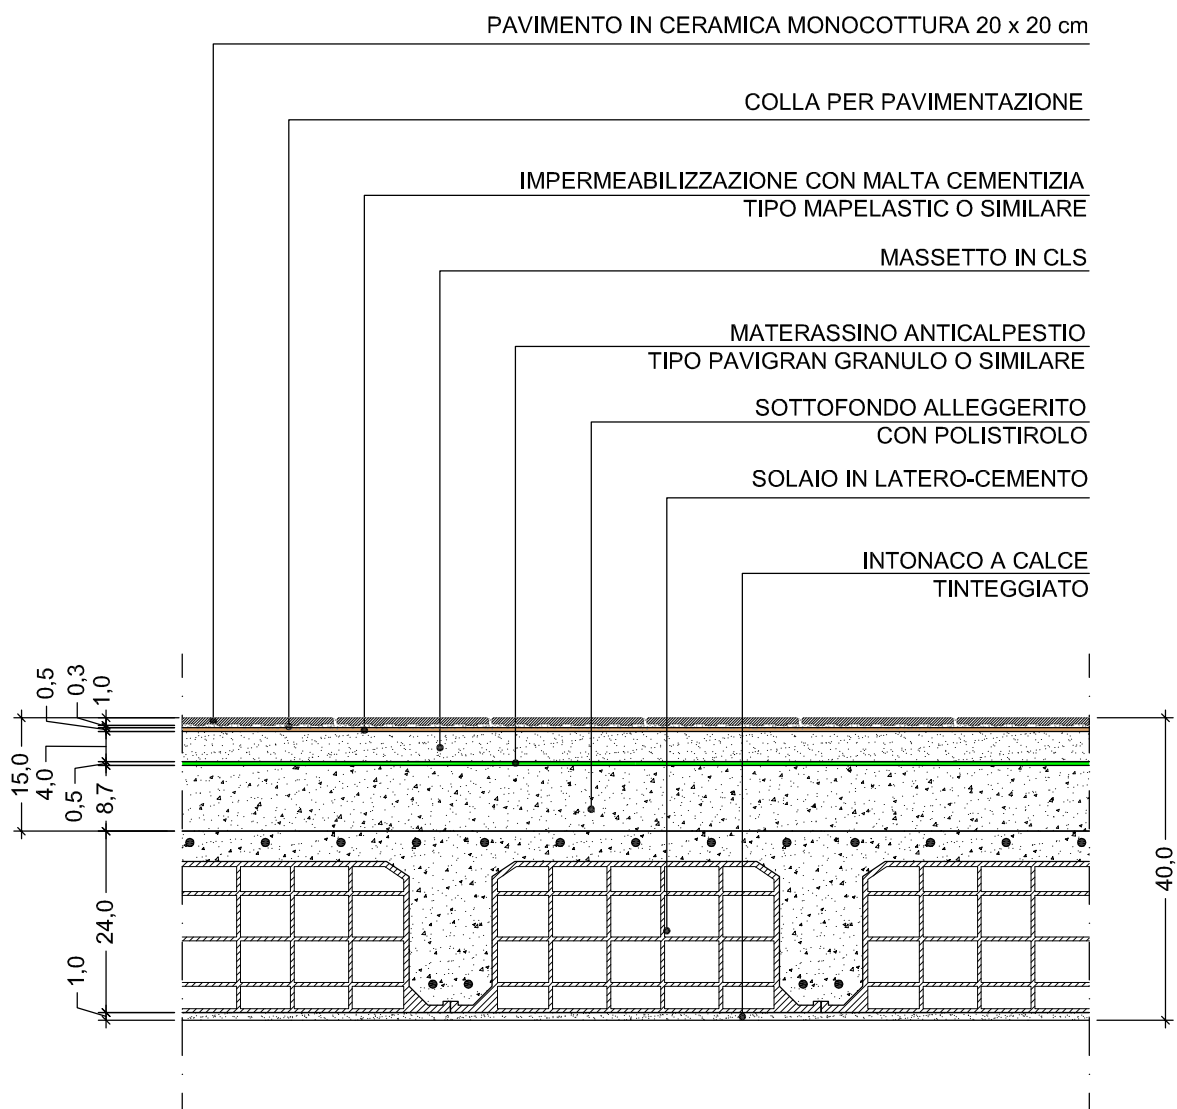 PAVIMENTO IN CERAMICA MONOCOTTURA 20 x 20 cm
COLLA PER PAVIMENTAZIONE
IMPERMEABILIZZAZIONE CON MALTA CEMENTIZIA
TIPO MAPELASTIC O SIMILARE
MASSETTO IN CLS
MATERASSINO ANTICALPESTIO
TIPO PAVIGRAN GRANULO O SIMILARE
SOTTOFONDO ALLEGGERITO
CON POLISTIROLO
SOLAIO IN LATERO-CEMENTO
INTONACO A CALCE
TINTEGGIATO
15,0
0,5
0,3
1,0
4,0
0,5
8,7
24,0
1,0
40,0